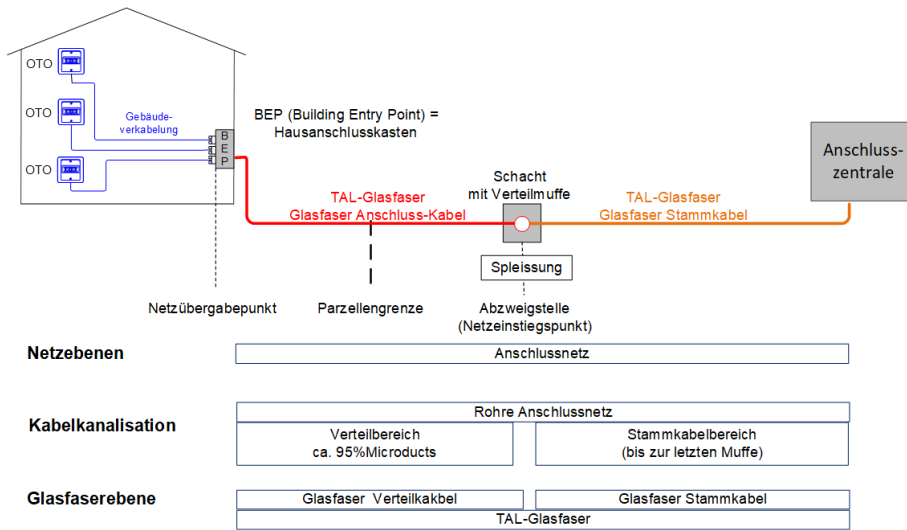 OTO
OTO
OTO
Gebäude-
verkabelung
B
E
P
BEP (Building Entry Point) =
Hausanschlusskasten
TAL-Glasfaser
Glasfaser Anschluss-Kabel
Schacht
mit Verteilmuffe
TAL-Glasfaser
Glasfaser Stammkabel
Anschluss-
zentrale
Spleissung
Netzübergabepunkt
Parzellengrenze
Abzweigstelle
(Netzeinstiegspunkt)
Netzebenen
Anschlussnetz
Kabelkanalisation
Rohre Anschlussnetz
Verteilbereich
ca. 95%Microducts
Stammkabelbereich
(bis zur letzten Muffe)
Glasfaserebene
Glasfaser Verteilkakbel
Glasfaser Stammkabel
TAL-Glasfaser